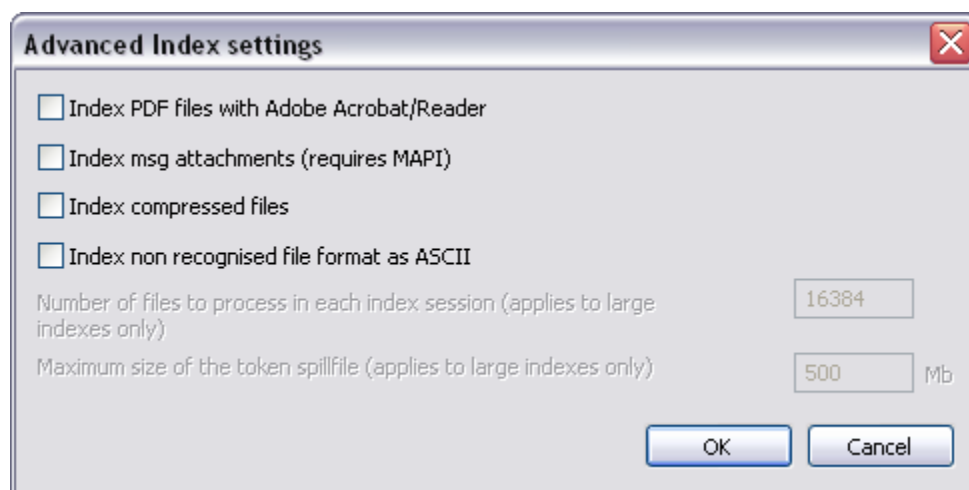 Advanced Index settings
Index PDF files with Adobe Acrobat/Reader
Index msg attachments (requires MAPI)
Index compressed files
Index non recognised file format as ASCII
Number of files to process in each index session (applies to large
indexes only)
16384
Maximum size of the token spillfile (applies to large indexes only)
500 Mb
OK Cancel